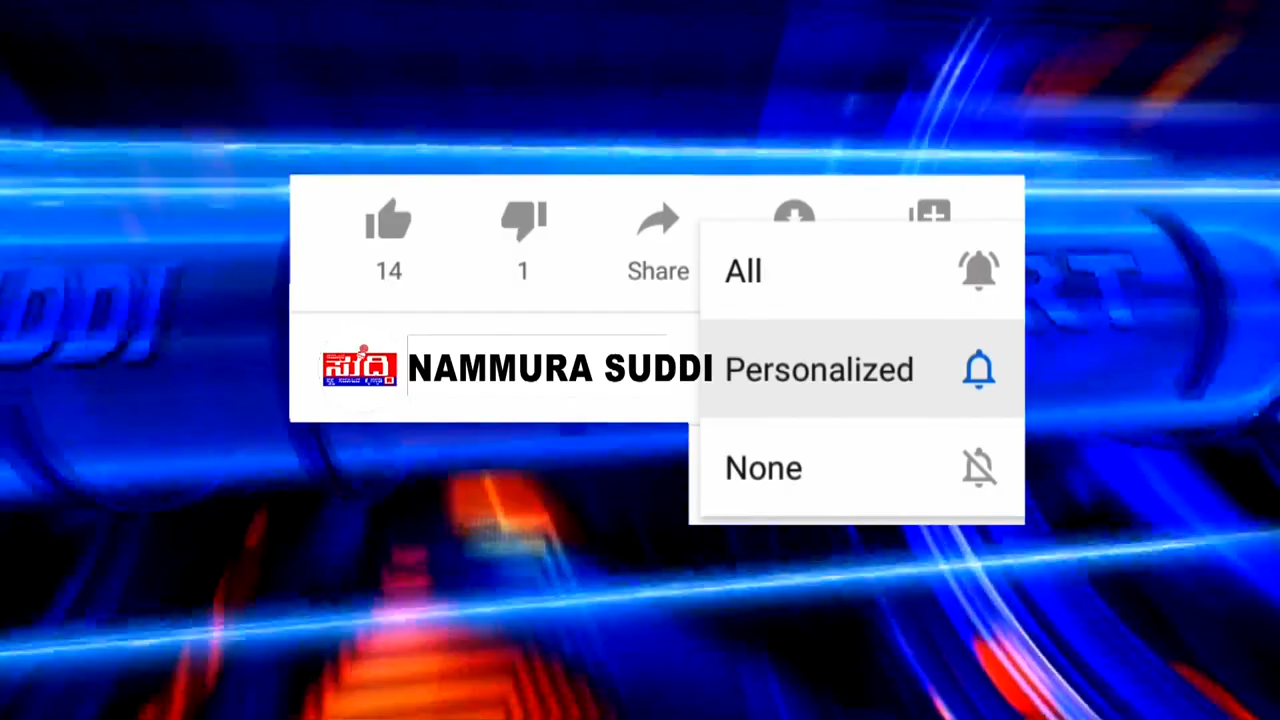 14 1 Share
All
ಸುದ್ದಿ
NAMMURA SUDDI
Personalized
None